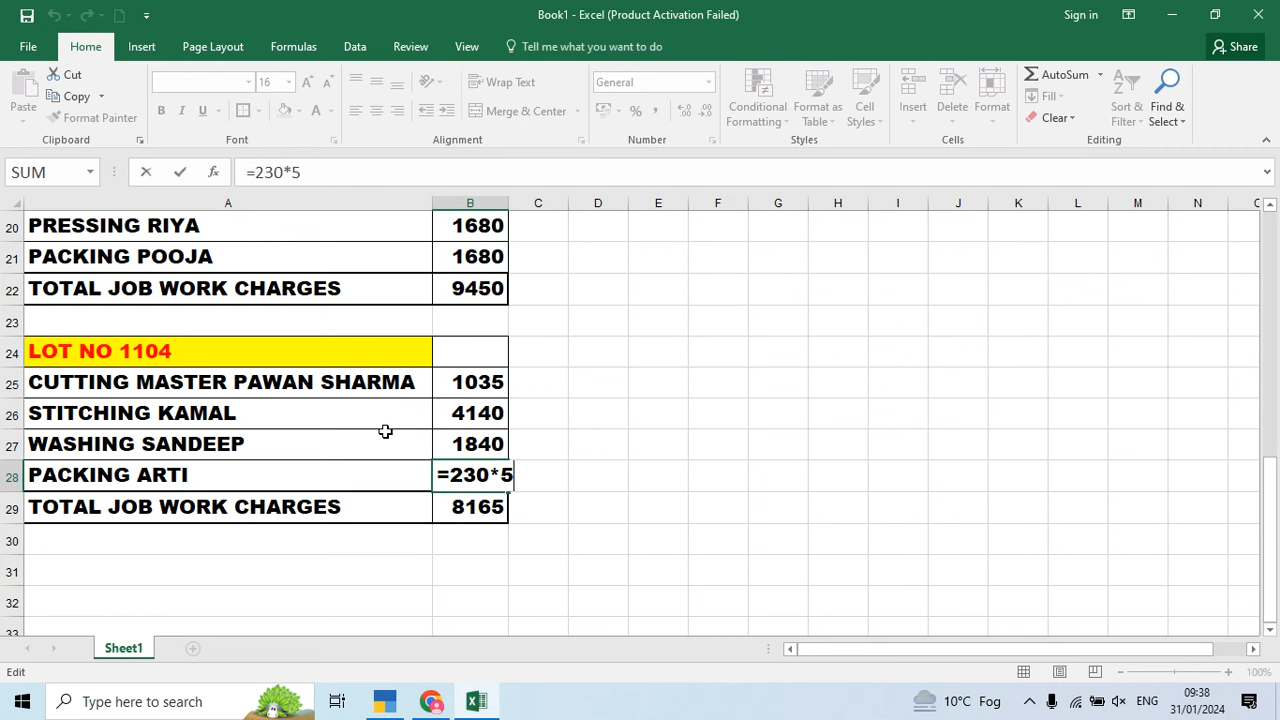 Book1 - Excel (Product Activation Failed)
Sign in
File Home Insert Page Layout Formulas Data Review View Tell me what you want to do Share
Paste
Cut
Copy
Format Painter
Clipboard
16
B I U
Font
Wrap Text
Merge & Center
Alignment
General
Number
Conditional Formatting
Format as Table
Cell Styles
Styles
Insert Delete Format
Cells
AutoSum
Fill
Clear
Sort & Filter
Find & Select
Editing
SUM
fx
=230*5
A B C D E F G H I J K L M N O
20 PRESSING RIYA 1680
21 PACKING POOJA 1680
22 TOTAL JOB WORK CHARGES 9450
23
24 LOT NO 1104
25 CUTTING MASTER PAWAN SHARMA 1035
26 STITCHING KAMAL 4140
27 WASHING SANDEEP 1840
28 PACKING ARTI =230*5
29 TOTAL JOB WORK CHARGES 8165
30
31
32
33
Sheet1
Edit
100%
Type here to search
10°C Fog
ENG
09:38
31/01/2024